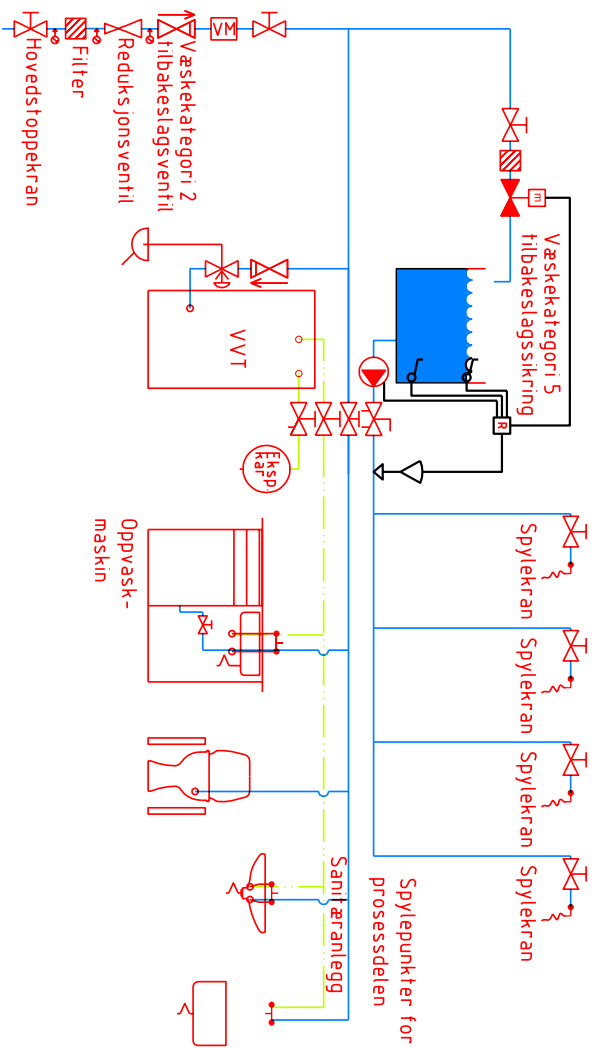 Hovedstoppekran
Filter
Reduksjonsventil
Væskekategori 2
tilbakeslagsventil
VM
m
Væskekategori 5
tilbakeslagssikring
R
VVT
Eksp.
kar
Oppvask-
maskin
Spylekran
Spylekran
Spylekran
Spylekran
Sanitæranlegg
Spylepunkter for
prosessdelen